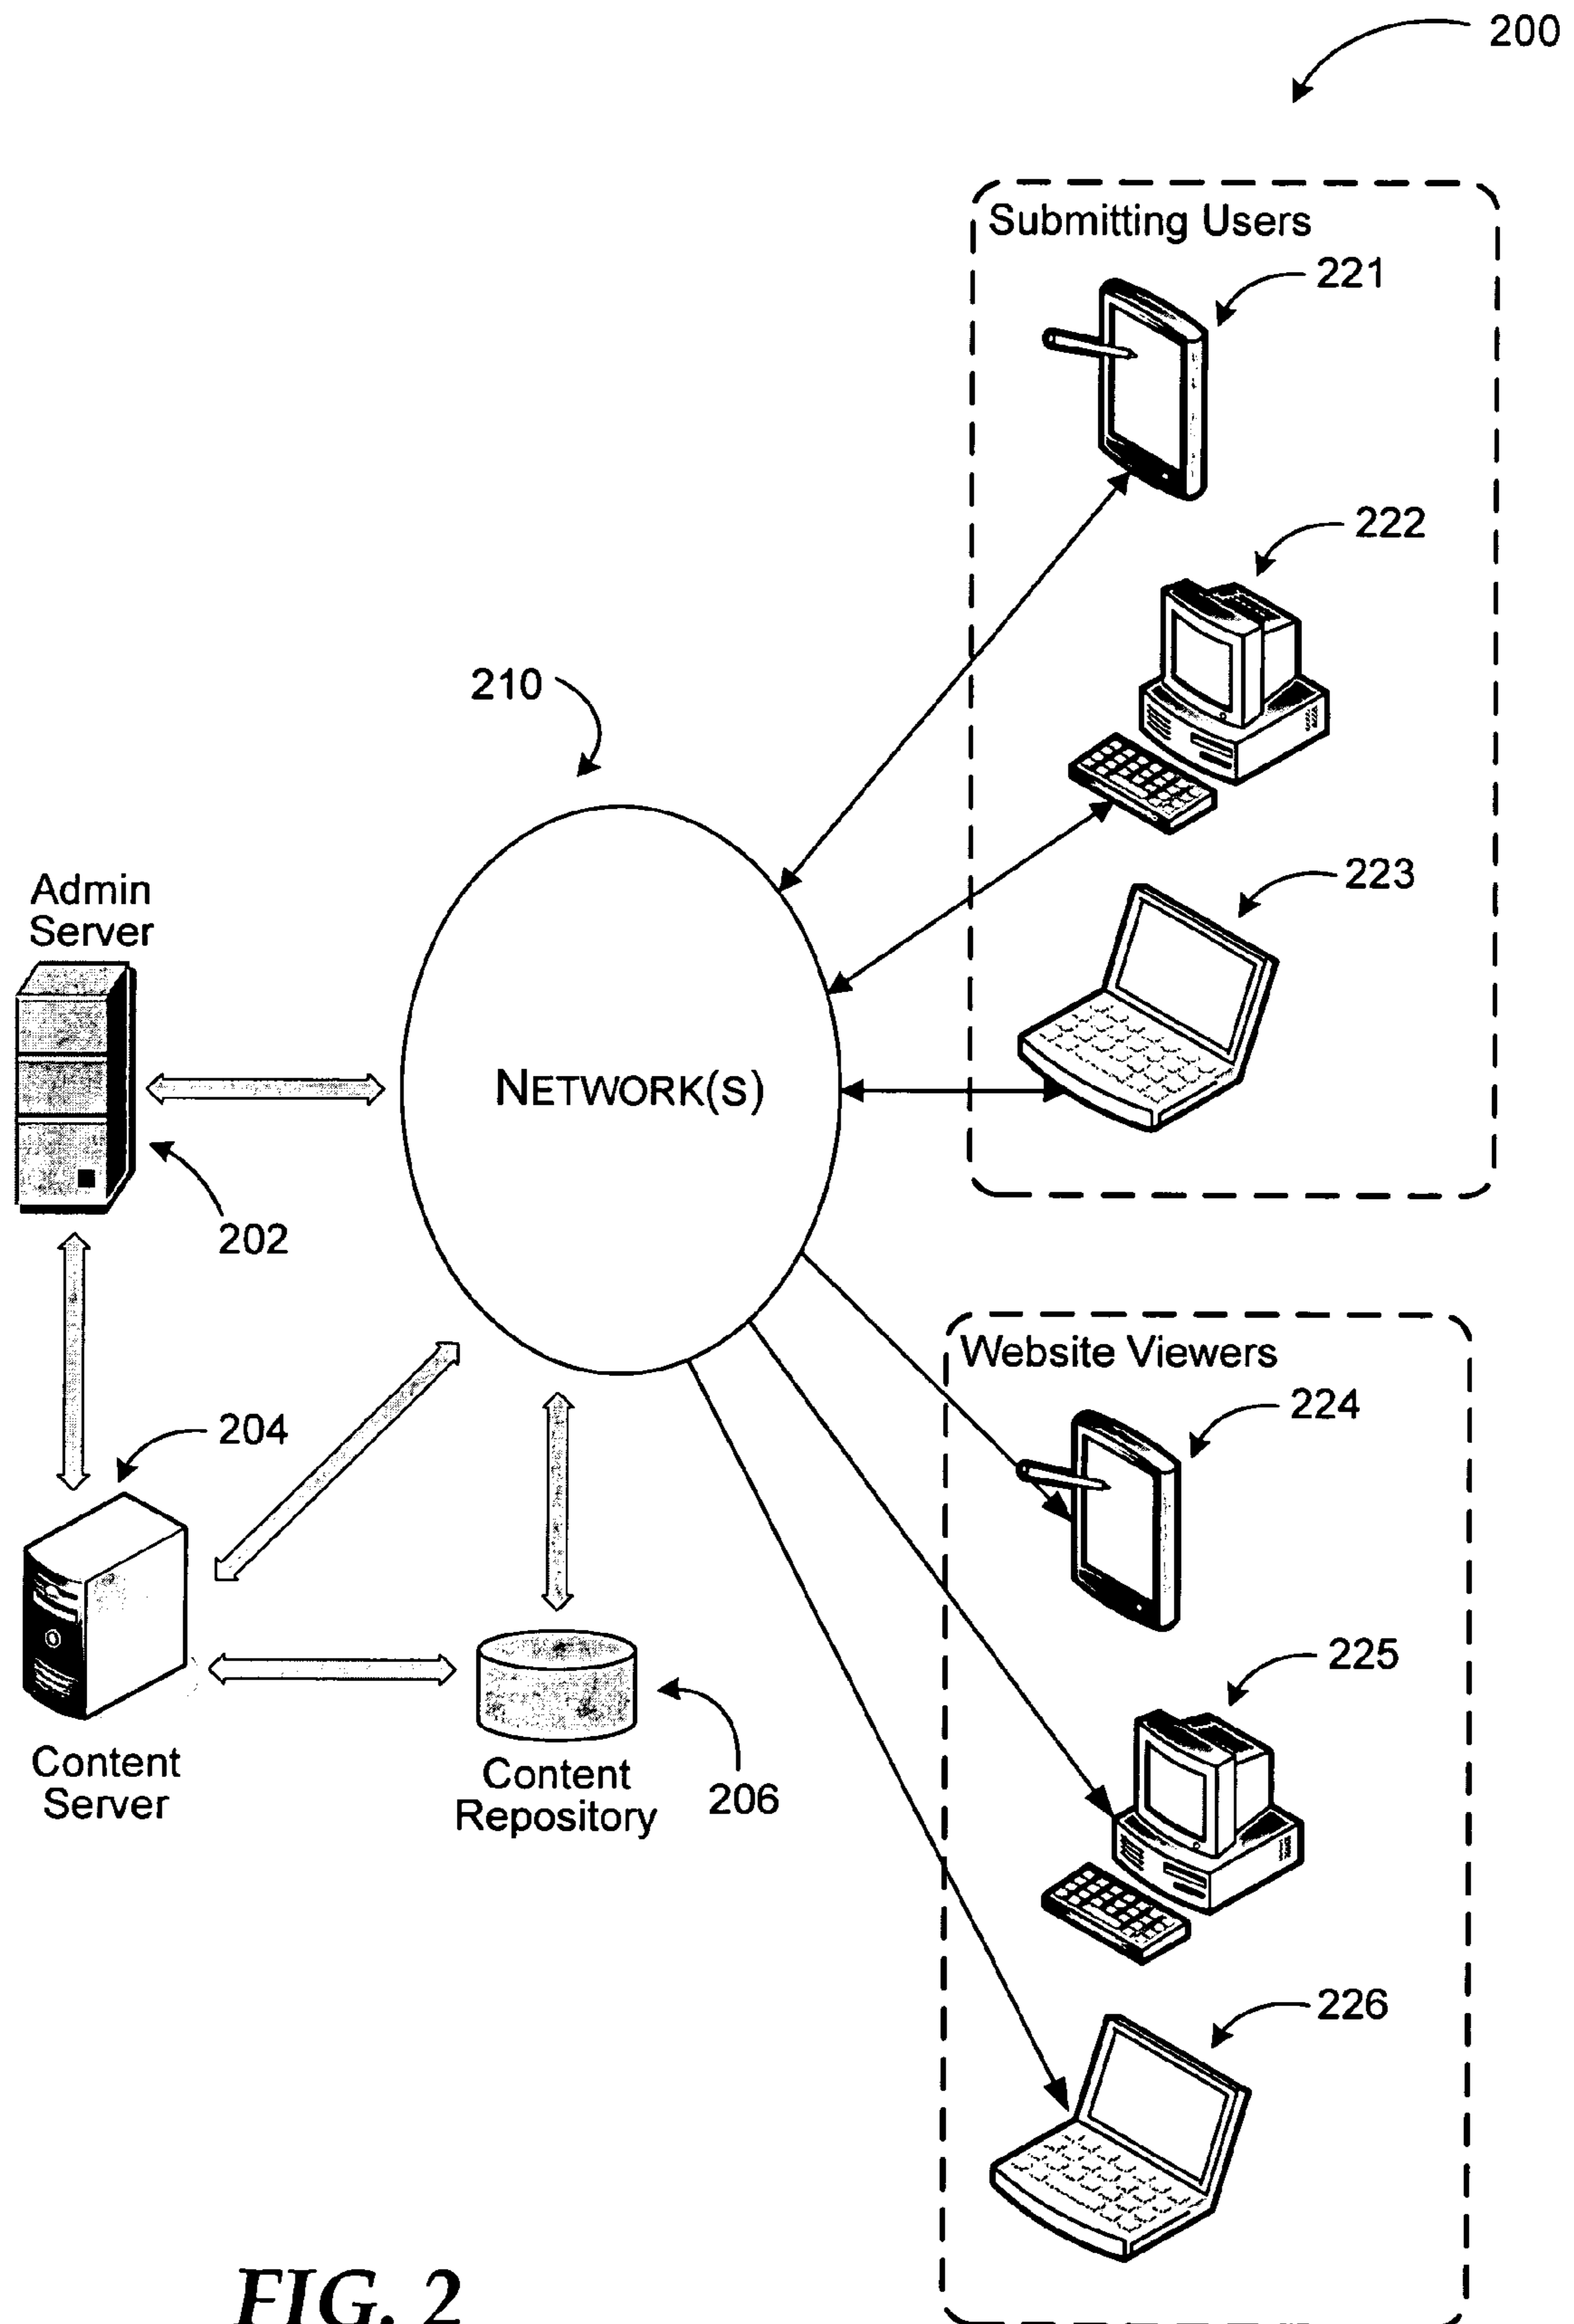 200
Submitting Users
221
222
210
223
Admin
Server
NETWORK(S)
202
Website Viewers
224
204
225
Content
Server
Content
Repository
206
226
FIG. 2